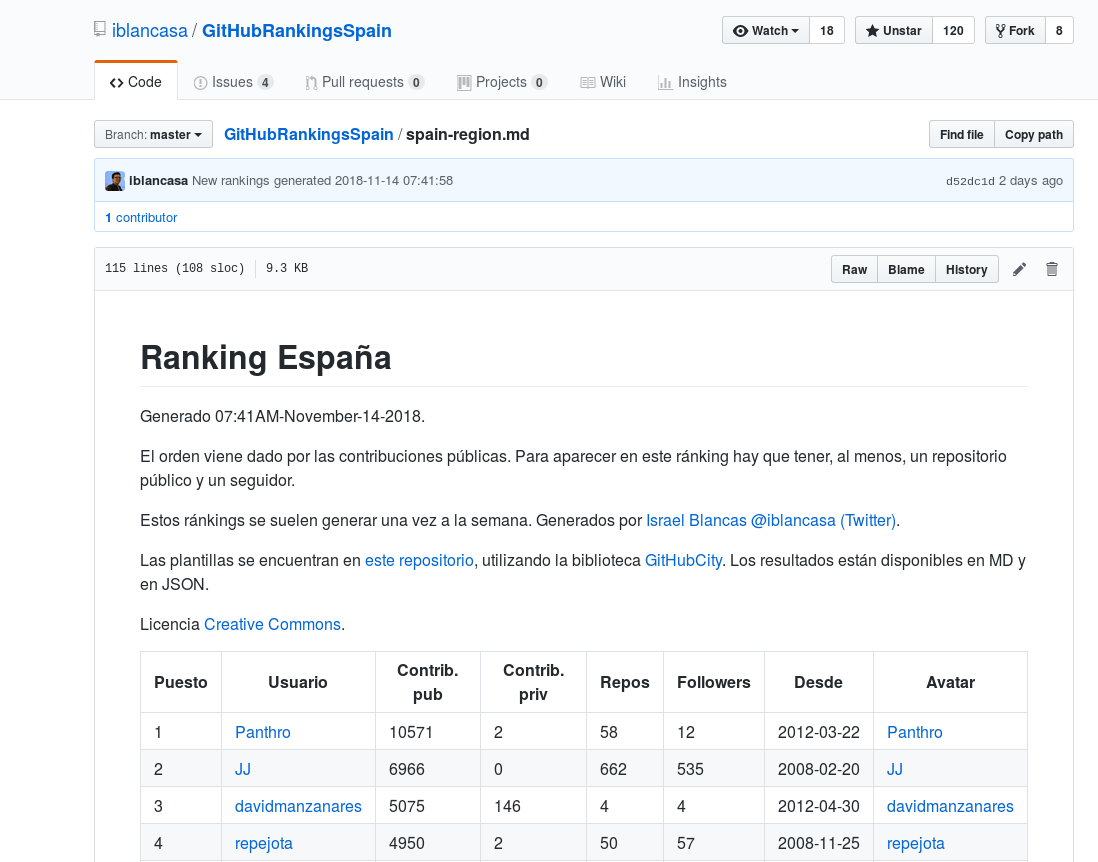 iblancasa / GitHubRankingsSpain
Watch 18 Unstar 120 Fork 8
Code Issues 4 Pull requests 0 Projects 0 Wiki Insights
Branch: master GitHubRankingsSpain / spain-region.md Find file Copy path
iblancasa New rankings generated 2018-11-14 07:41:58 d52dc1d 2 days ago
1 contributor
115 lines (108 sloc) 9.3 KB Raw Blame History
Ranking España
Generado 07:41AM-November-14-2018.
El orden viene dado por las contribuciones públicas. Para aparecer en este ránking hay que tener, al menos, un repositorio
público y un seguidor.
Estos ránkings se suelen generar una vez a la semana. Generados por Israel Blancas @iblancasa (Twitter).
Las plantillas se encuentran en este repositorio, utilizando la biblioteca GitHubCity. Los resultados están disponibles en MD y
en JSON.
Licencia Creative Commons.
Puesto Usuario Contrib. pub Contrib. priv Repos Followers Desde Avatar
1 Panthro 10571 2 58 12 2012-03-22 Panthro
2 JJ 6966 0 662 535 2008-02-20 JJ
3 davidmanzanares 5075 146 4 4 2012-04-30 davidmanzanares
4 repejota 4950 2 50 57 2008-11-25 repejota